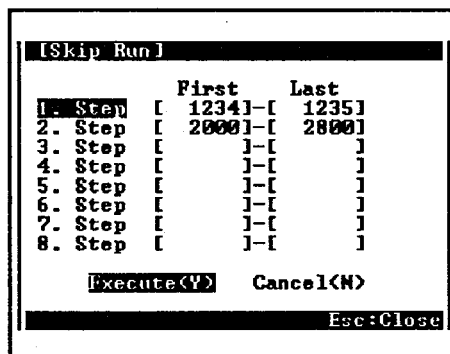 [Skip Run]
First Last
1. Step [ 1234]-[ 1235]
2. Step [ 2000]-[ 2800]
3. Step [ ]-[ ]
4. Step [ ]-[ ]
5. Step [ ]-[ ]
6. Step [ ]-[ ]
7. Step [ ]-[ ]
8. Step [ ]-[ ]
Execute(Y) Cancel(N)
Esc:Close